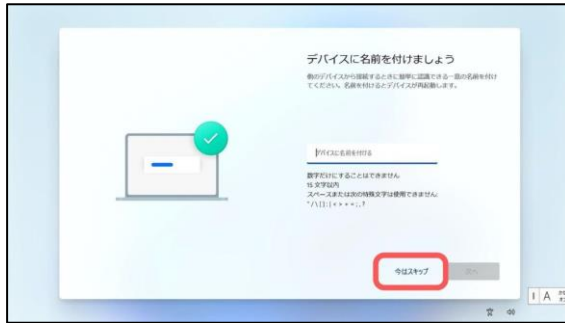 デバイスに名前を付けましょう
別のデバイスから接続するときに簡単に認識できる一意の名前を付け
てください。名前を付けるとデバイスが再起動します。
デバイスに名前を付ける
数字だけにすることはできません
15 文字以内
スペースまたは次の特殊文字は使用できません:
今はスキップ
次へ
A